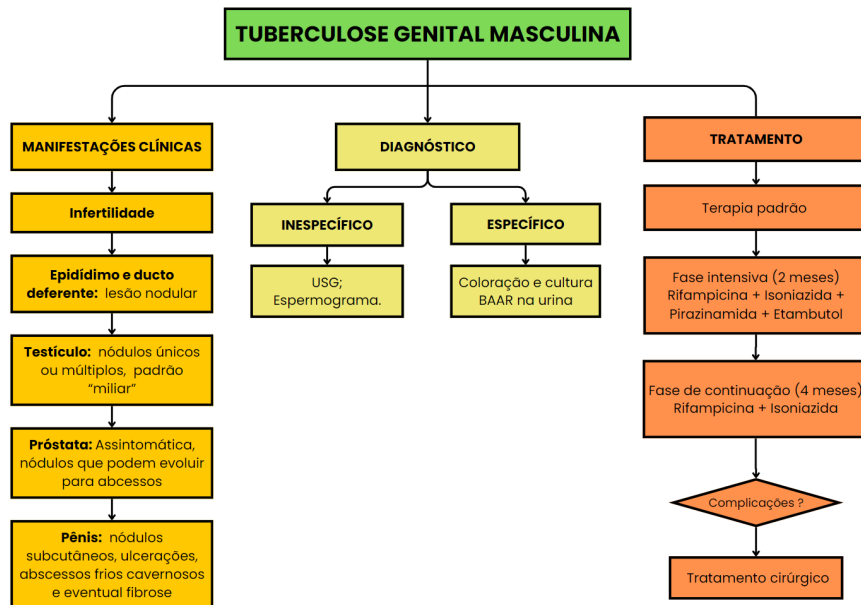 TUBERCULOSE GENITAL MASCULINA
MANIFESTAÇÕES CLÍNICAS
Infertilidade
Epidídimo e ducto
deferente: lesão nodular
Testículo: nódulos únicos
ou múltiplos, padrão
“miliar”
Próstata: Assintomática,
nódulos que podem evoluir
para abcessos
Pênis: nódulos
subcutâneos, ulcerações,
abscessos frios cavernosos
e eventual fibrose
DIAGNÓSTICO
INESPECÍFICO
USG;
Espermograma.
ESPECÍFICO
Coloração e cultura
BAAR na urina
TRATAMENTO
Terapia padrão
Fase intensiva (2 meses)
Rifampicina + Isoniazida +
Pirazinamida + Etambutol
Fase de continuação (4 meses)
Rifampicina + Isoniazida
Complicações ?
Tratamento cirúrgico